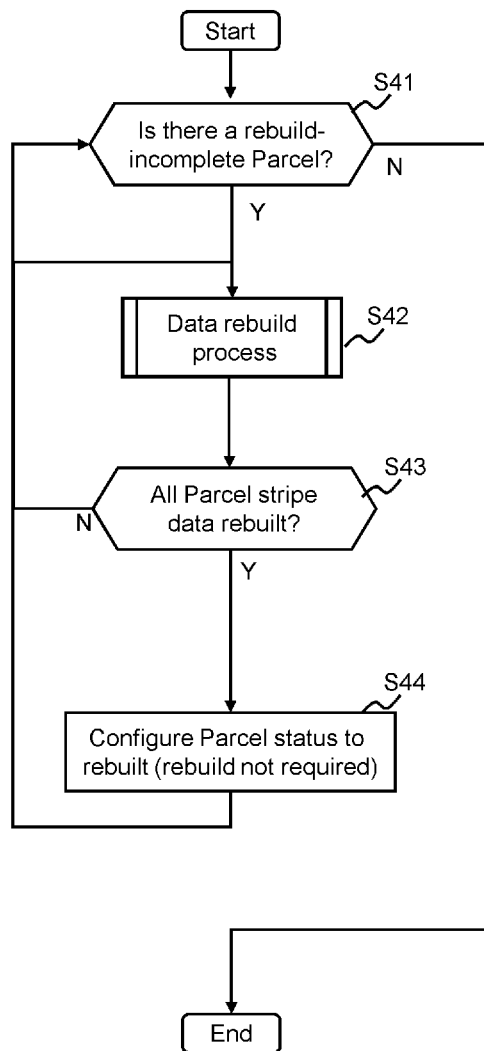 Start
S41
Is there a rebuild-
incomplete Parcel?
N
Y
S42
Data rebuild
process
S43
All Parcel stripe
data rebuilt?
N
Y
S44
Configure Parcel status to
rebuilt (rebuild not required)
End